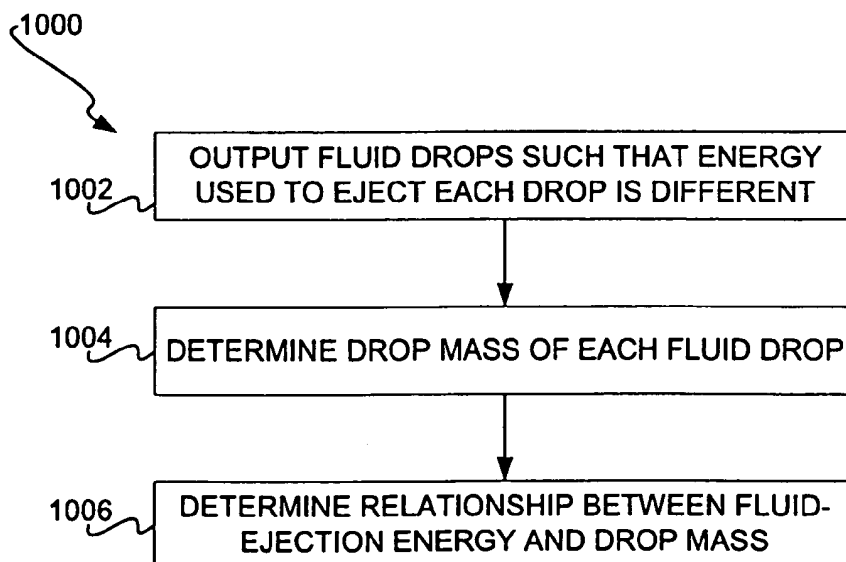 1000
OUTPUT FLUID DROPS SUCH THAT ENERGY
USED TO EJECT EACH DROP IS DIFFERENT
1002
1004
DETERMINE DROP MASS OF EACH FLUID DROP
1006
DETERMINE RELATIONSHIP BETWEEN FLUID-
EJECTION ENERGY AND DROP MASS